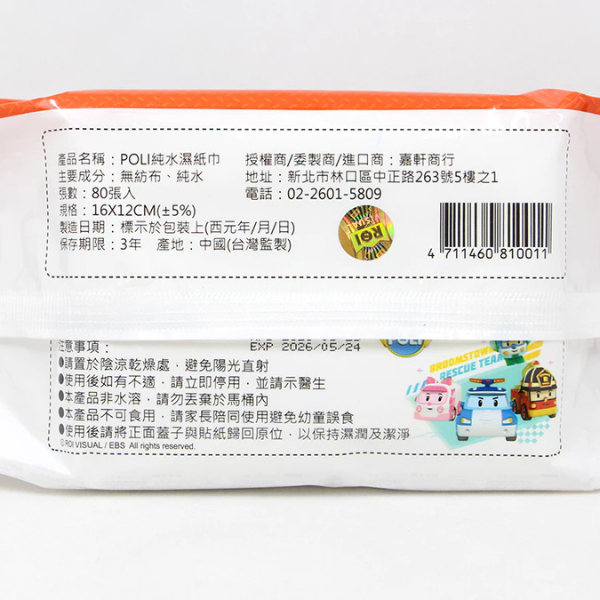 產品名稱：POLI純水濕紙巾
主要成分：無紡布、純水
張數：80張入
規格：16X12CM(±5%)
製造日期：標示於包裝上(西元年/月/日)
保存期限：3年 產地：中國(台灣監製)
授權商/委製商/進口商：嘉軒商行
地址：新北市林口區中正路263號5樓之1
電話：02-2601-5809
ROI
4 711460 810011
注意事項：
EXP 2026/05/24
●請置於陰涼乾燥處，避免陽光直射
●使用後如有不適，請立即停用，並請示醫生
●本產品非水溶，請勿丟棄於馬桶內
●本產品不可食用，請家長陪同使用避免幼童誤食
●使用後請將正面蓋子與貼紙歸回原位，以保持濕潤及潔淨
© ROI VISUAL / EBS All rights reserved.
POLI
BROOMSTOWN
RESCUE TEAM